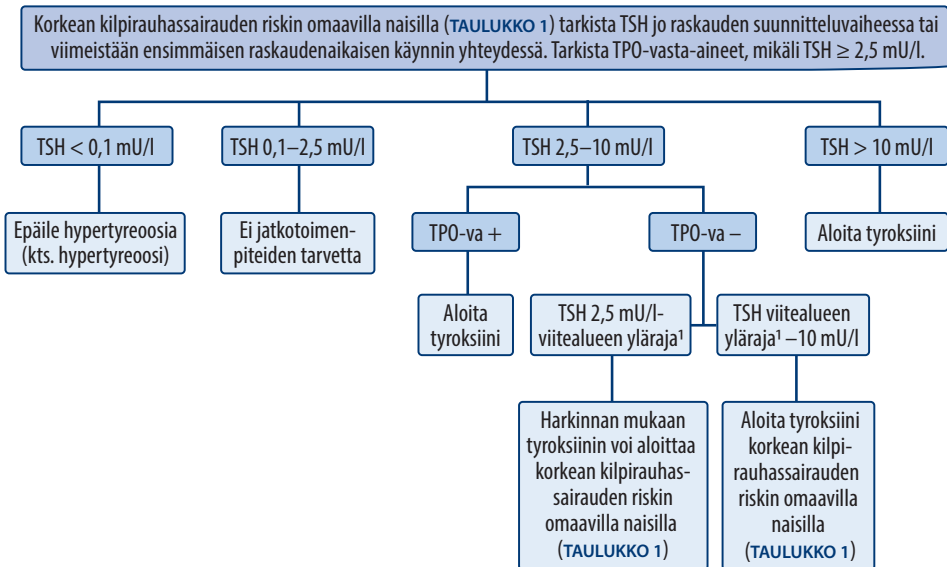 Korkean kilpirauhassairauden riskin omaavilla naisilla (TAULUKKO 1) tarkista TSH jo raskauden suunnitteluvaiheessa tai
viimeistään ensimmäisen raskaudenaikaisen käynnin yhteydessä. Tarkista TPO-vasta-aineet, mikäli TSH ≥ 2,5 mU/l.
TSH < 0,1 mU/l
TSH 0,1–2,5 mU/l
TSH 2,5–10 mU/l
TSH > 10 mU/l
Epäile hypertyreoosia
(kts. hypertyreoosi)
Ei jatkotoimen-
piteiden tarvetta
TPO-va +
TPO-va –
Aloita tyroksiini
Aloita
tyroksiini
TSH 2,5 mU/l-
viitealueen yläraja¹
TSH viitealueen
yläraja¹ –10 mU/l
Harkinnan mukaan
tyroksiinin voi aloittaa
korkean kilpirauhas-
sairauden riskin
omaavilla naisilla
(TAULUKKO 1)
Aloita tyroksiini
korkean kilpi-
rauhassairauden
riskin omaavilla
naisilla
(TAULUKKO 1)